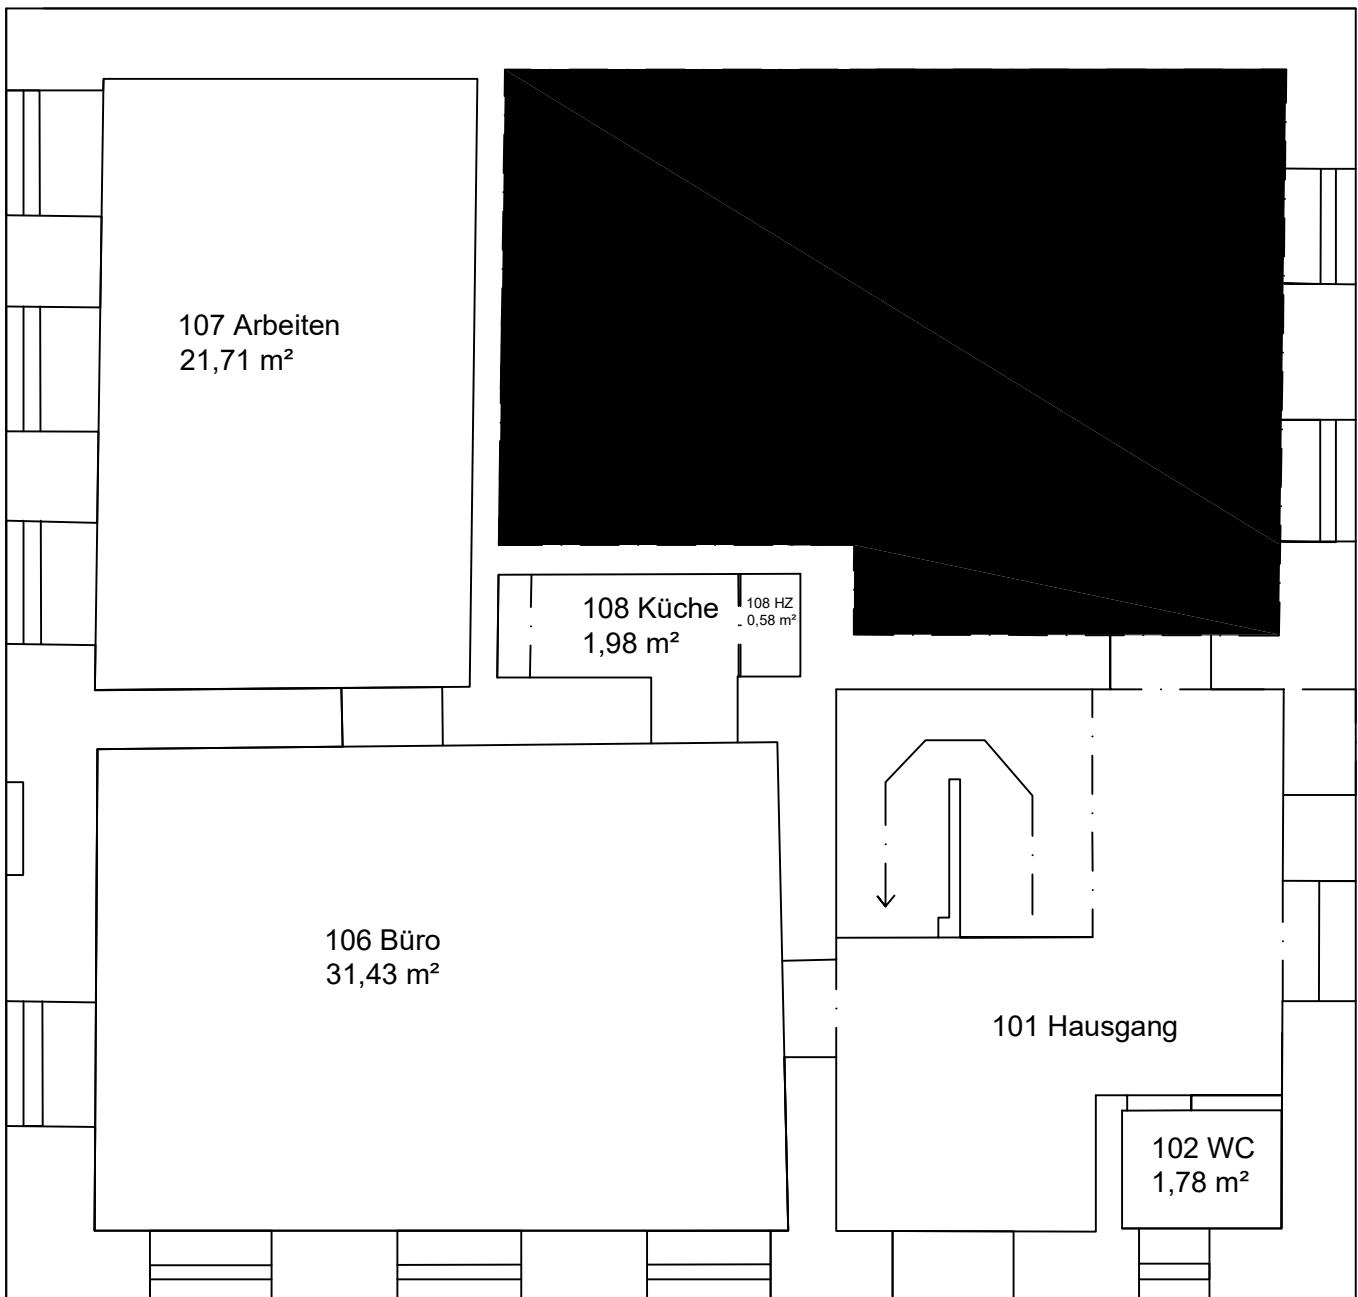 107 Arbeiten
21,71 m²
108 Küche
1,98 m²
108 HZ
0,58 m²
106 Büro
31,43 m²
101 Hausgang
102 WC
1,78 m²